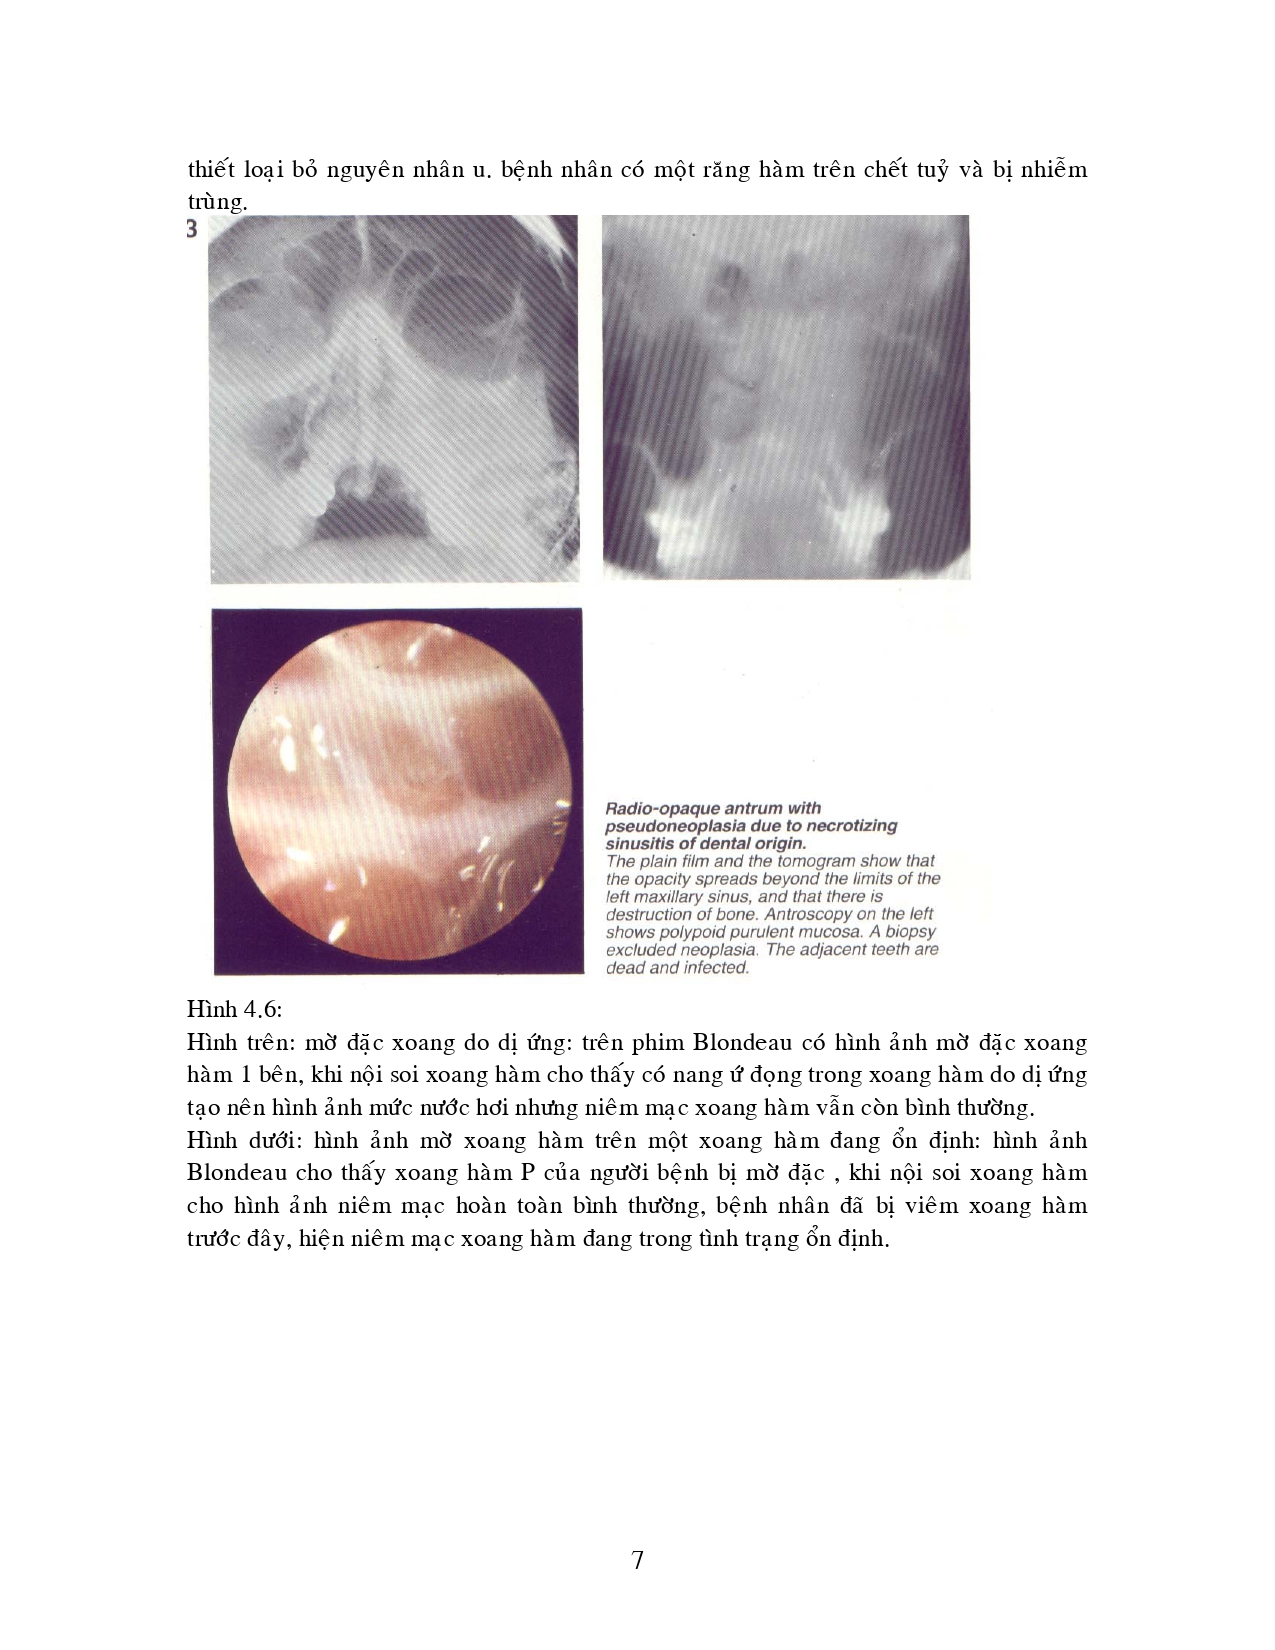 thiết loại bỏ nguyên nhân u. bệnh nhân có một răng hàm trên chết tuỷ và bị nhiễm
trùng.
3
Radio-opaque antrum with
pseudoneoplasia due to necrotizing
sinusitis of dental origin.
The plain film and the tomogram show that
the opacity spreads beyond the limits of the
left maxillary sinus, and that there is
destruction of bone. Antroscopy on the left
shows polypoid purulent mucosa. A biopsy
excluded neoplasia. The adjacent teeth are
dead and infected.
Hình 4.6:
Hình trên: mờ đặc xoang do dị ứng: trên phim Blondeau có hình ảnh mờ đặc xoang
hàm 1 bên, khi nội soi xoang hàm cho thấy có nang ứ đọng trong xoang hàm do dị ứng
tạo nên hình ảnh mức nước hơi nhưng niêm mạc xoang hàm vẫn còn bình thường.
Hình dưới: hình ảnh mờ xoang hàm trên một xoang hàm đang ổn định: hình ảnh
Blondeau cho thấy xoang hàm P của người bệnh bị mờ đặc , khi nội soi xoang hàm
cho hình ảnh niêm mạc hoàn toàn bình thường, bệnh nhân đã bị viêm xoang hàm
trước đây, hiện niêm mạc xoang hàm đang trong tình trạng ổn định.
7